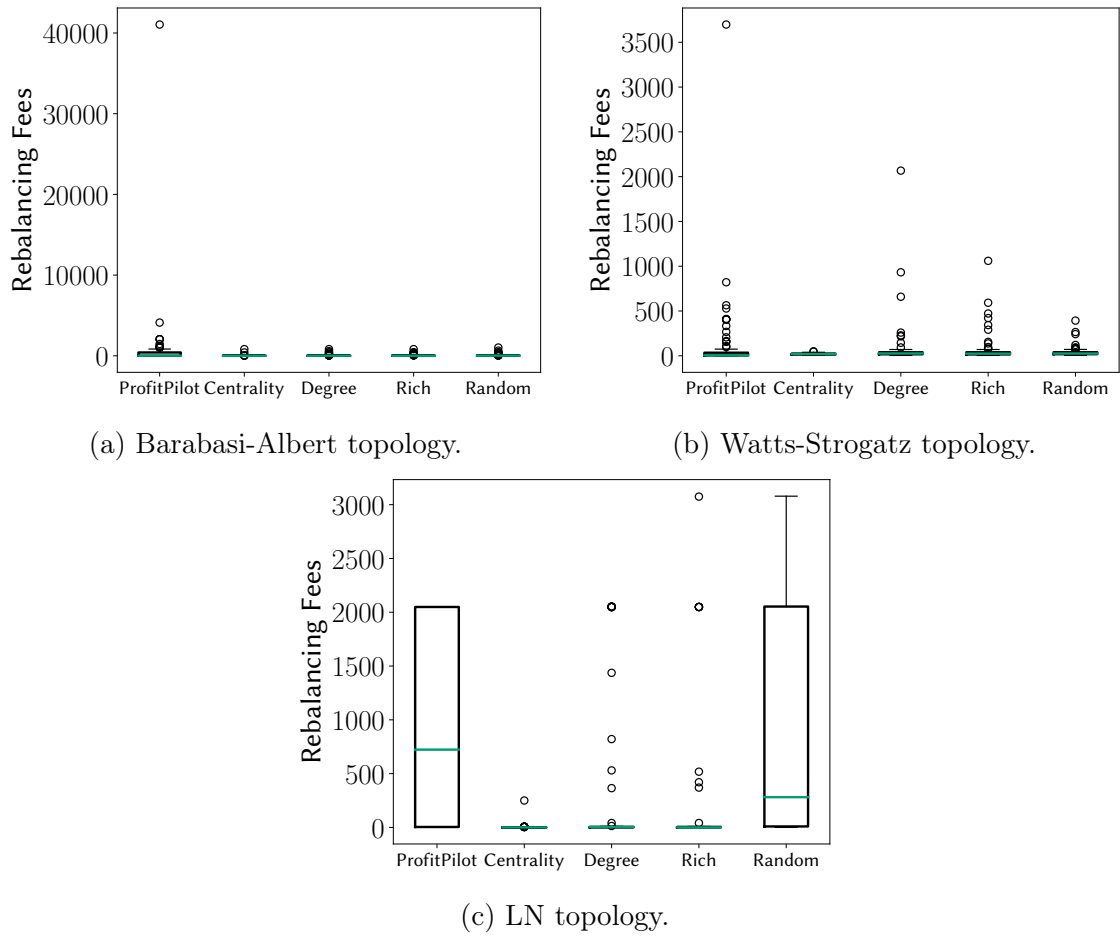 Rebalancing Fees
40000
30000
20000
10000
0
ProfitPilot Centrality Degree Rich Random
(a) Barabasi-Albert topology.
Rebalancing Fees
3500
3000
2500
2000
1500
1000
500
0
ProfitPilot Centrality Degree Rich Random
(b) Watts-Strogatz topology.
Rebalancing Fees
3000
2500
2000
1500
1000
500
0
ProfitPilot Centrality Degree Rich Random
(c) LN topology.